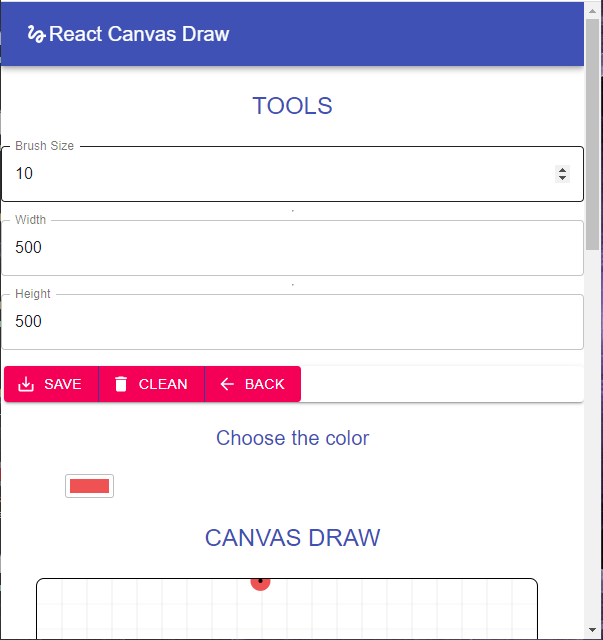 React Canvas Draw
TOOLS
Brush Size
10
Width
500
Height
500
SAVE CLEAN BACK
Choose the color
CANVAS DRAW